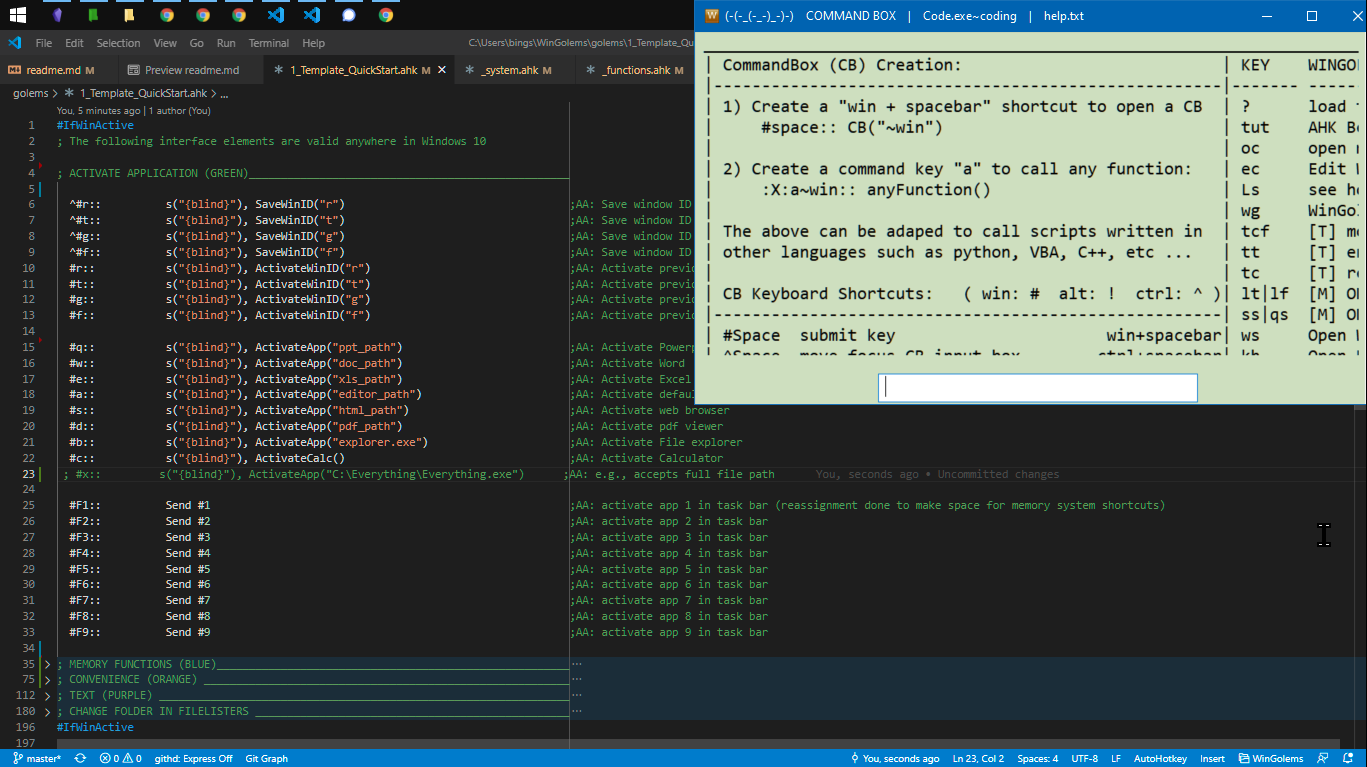 File Edit Selection View Go Run Terminal Help C:\Users\bings\WinGolems\golems\1_Template_Qu
readme.md M Preview readme.md 1_Template_QuickStart.ahk M _system.ahk M _functions.ahk M
golems > 1_Template_QuickStart.ahk > ...
You, 5 minutes ago | 1 author (You)
1 #IfWinActive
2 ; The following interface elements are valid anywhere in Windows 10
3
4 ; ACTIVATE APPLICATION (GREEN)
5
6 ^#r:: s("{blind}"), SaveWinID("r") ;AA: Save window ID
7 ^#t:: s("{blind}"), SaveWinID("t") ;AA: Save window ID
8 ^#g:: s("{blind}"), SaveWinID("g") ;AA: Save window ID
9 ^#f:: s("{blind}"), SaveWinID("f") ;AA: Save window ID
10 #r:: s("{blind}"), ActivateWinID("r") ;AA: Activate previ
11 #t:: s("{blind}"), ActivateWinID("t") ;AA: Activate previ
12 #g:: s("{blind}"), ActivateWinID("g") ;AA: Activate previ
13 #f:: s("{blind}"), ActivateWinID("f") ;AA: Activate previ
14
15 #q:: s("{blind}"), ActivateApp("ppt_path") ;AA: Activate Powerp
16 #w:: s("{blind}"), ActivateApp("doc_path") ;AA: Activate Word
17 #e:: s("{blind}"), ActivateApp("xls_path") ;AA: Activate Excel
18 #a:: s("{blind}"), ActivateApp("editor_path") ;AA: Activate defau
19 #s:: s("{blind}"), ActivateApp("html_path") ;AA: Activate web browser
20 #d:: s("{blind}"), ActivateApp("pdf_path") ;AA: Activate pdf viewer
21 #b:: s("{blind}"), ActivateApp("explorer.exe") ;AA: Activate File explorer
22 #c:: s("{blind}"), ActivateCalc() ;AA: Activate Calculator
23 ; #x:: s("{blind}"), ActivateApp("C:\Everything\Everything.exe") ;AA: e.g., accepts full file path You, seconds ago • Uncommitted changes
24
25 #F1:: Send #1 ;AA: activate app 1 in task bar (reassignment done to make space for memory system shortcuts)
26 #F2:: Send #2 ;AA: activate app 2 in task bar
27 #F3:: Send #3 ;AA: activate app 3 in task bar
28 #F4:: Send #4 ;AA: activate app 4 in task bar
29 #F5:: Send #5 ;AA: activate app 5 in task bar
30 #F6:: Send #6 ;AA: activate app 6 in task bar
31 #F7:: Send #7 ;AA: activate app 7 in task bar
32 #F8:: Send #8 ;AA: activate app 8 in task bar
33 #F9:: Send #9 ;AA: activate app 9 in task bar
34
35 > ; MEMORY FUNCTIONS (BLUE) ...
75 > ; CONVENIENCE (ORANGE) ...
112 > ; TEXT (PURPLE) ...
180 > ; CHANGE FOLDER IN FILELISTERS ...
196 #IfWinActive
197
master* 0 0 githd: Express Off Git Graph You, seconds ago Ln 23, Col 2 Spaces: 4 UTF-8 LF AutoHotkey Insert WinGolems
W (-(-_(-_-)_-)-) COMMAND BOX | Code.exe~coding | help.txt
| CommandBox (CB) Creation: | KEY WINGO
1) Create a "win + spacebar" shortcut to open a CB | ? load
#space:: CB("~win") | tut AHK B
| oc open
2) Create a command key "a" to call any function: | ec Edit
:X:a~win:: anyFunction() | Ls see h
| wg WinGo
The above can be adaped to call scripts written in | tcf [T] m
other languages such as python, VBA, C++, etc ... | tt [T] e
| tc [T] r
CB Keyboard Shortcuts: ( win: # alt: ! ctrl: ^ )| lt|lf [M] O
| ss|qs [M] O
#Space submit key win+spacebar| ws Open
^Space move focus CB input box ctrl+spacebar| kh Open